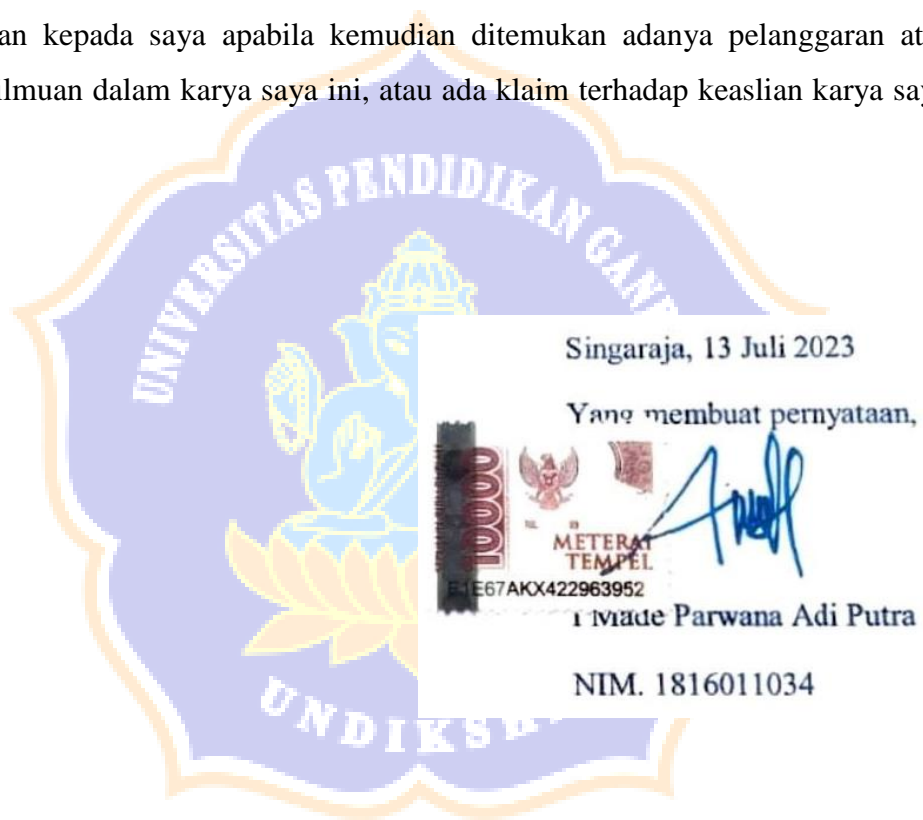 an kepada saya apabila kemudian ditemukan adanya pelanggaran at
ilmuan dalam karya saya ini, atau ada klaim terhadap keaslian karya say
UNIVERSITAS PENDIDIKAN GANE
Singaraja, 13 Juli 2023
Yang membuat pernyataan,
10000
METERAI
TEMPEL
E1E67AKX422963952
I Made Parwana Adi Putra
NIM. 1816011034
UNDIKSHA